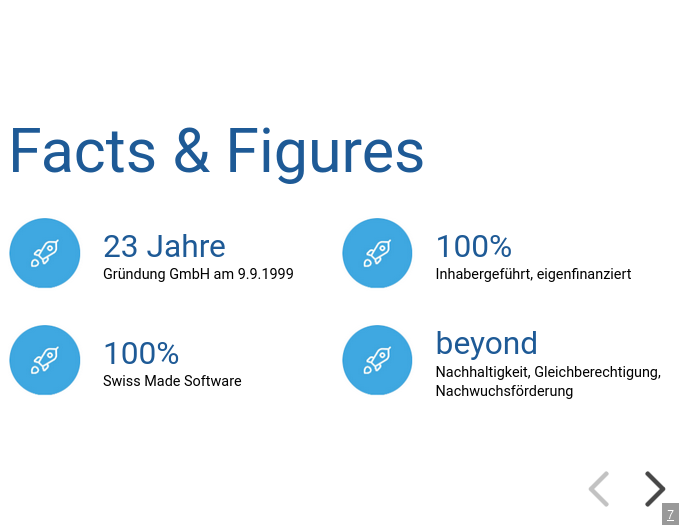 Facts & Figures
23 Jahre
Gründung GmbH am 9.9.1999
100%
Inhabergeführt, eigenfinanziert
100%
Swiss Made Software
beyond
Nachhaltigkeit, Gleichberechtigung,
Nachwuchsförderung
7